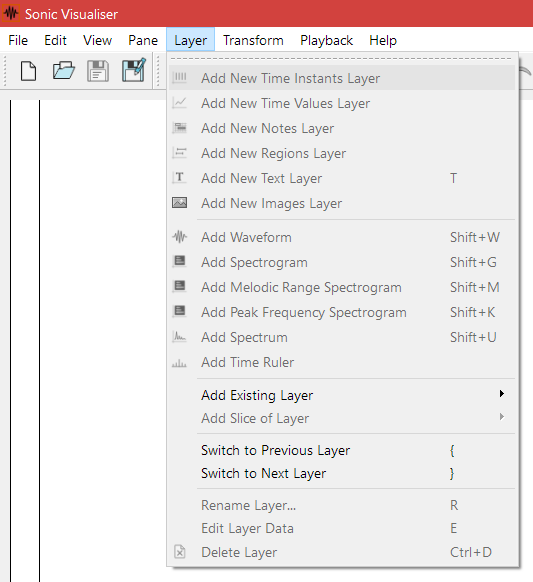 Sonic Visualiser
File Edit View Pane Layer Transform Playback Help
Add New Time Instants Layer
Add New Time Values Layer
Add New Notes Layer
Add New Regions Layer
Add New Text Layer T
Add New Images Layer
Add Waveform Shift+W
Add Spectrogram Shift+G
Add Melodic Range Spectrogram Shift+M
Add Peak Frequency Spectrogram Shift+K
Add Spectrum Shift+U
Add Time Ruler
Add Existing Layer
Add Slice of Layer
Switch to Previous Layer {
Switch to Next Layer }
Rename Layer... R
Edit Layer Data E
Delete Layer Ctrl+D